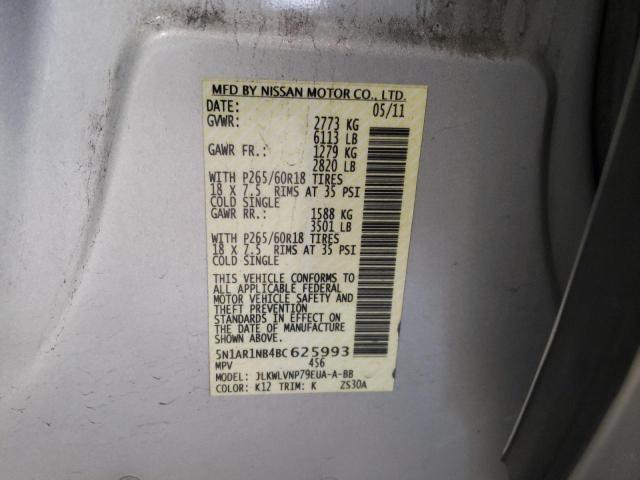 MFD BY NISSAN MOTOR CO., LTD.
DATE: 05/11
GVWR: 2773 KG
6113 LB
GAWR FR.: 1279 KG
2820 LB
WITH P265/60R18 TIRES
18 X 7.5 RIMS AT 35 PSI
COLD SINGLE
GAWR RR.: 1588 KG
3501 LB
WITH P265/60R18 TIRES
18 X 7.5 RIMS AT 35 PSI
COLD SINGLE
THIS VEHICLE CONFORMS TO
ALL APPLICABLE FEDERAL
MOTOR VEHICLE SAFETY AND
THEFT PREVENTION
STANDARDS IN EFFECT ON
THE DATE OF MANUFACTURE
SHOWN ABOVE.
5N1AR1NB4BC625993
MPV 456
MODEL: JLKWLVNP79EUA-A-BB
COLOR: K12 TRIM: K ZS30A